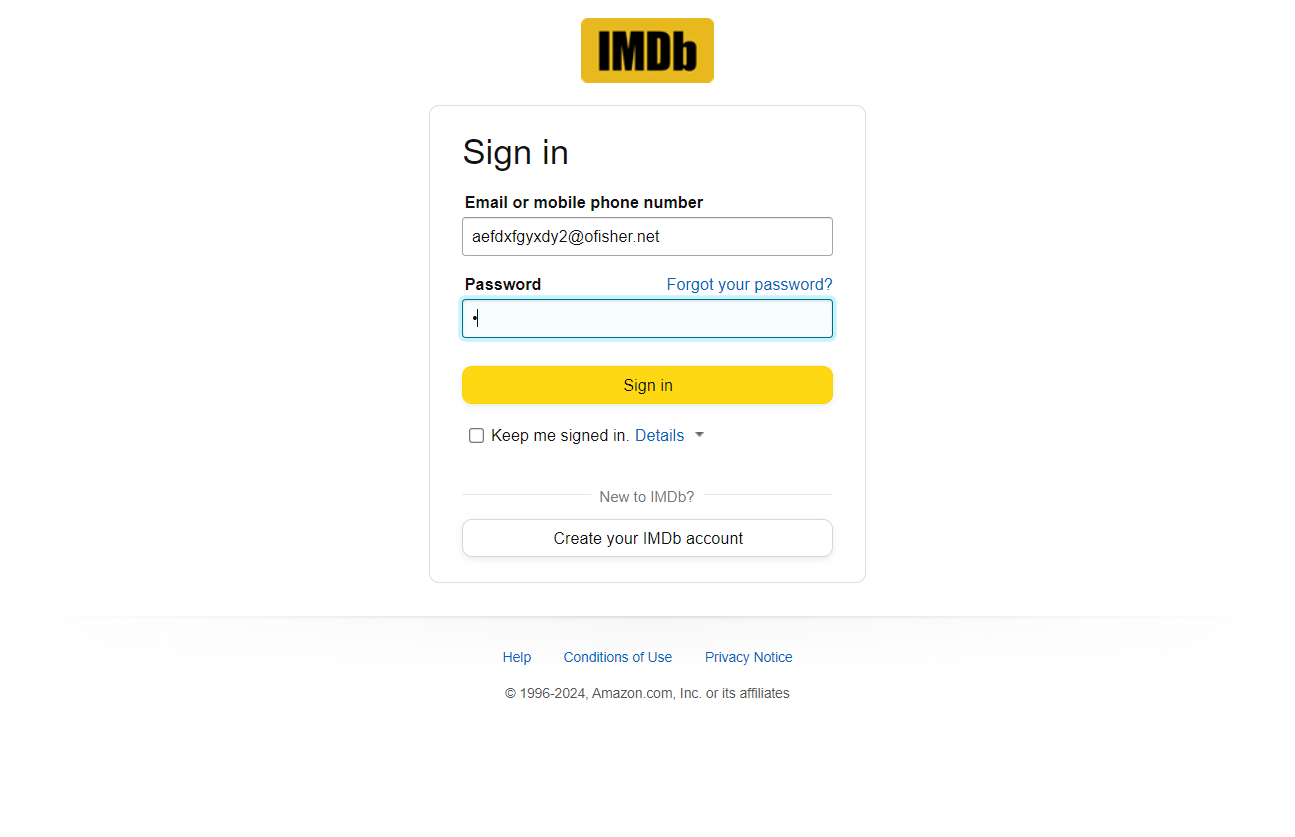 IMDb
Sign in
Email or mobile phone number
aefdxfgyxdy2@ofisher.net
Password Forgot your password?
•
Sign in
Keep me signed in. Details
New to IMDb?
Create your IMDb account
Help Conditions of Use Privacy Notice
© 1996-2024, Amazon.com, Inc. or its affiliates